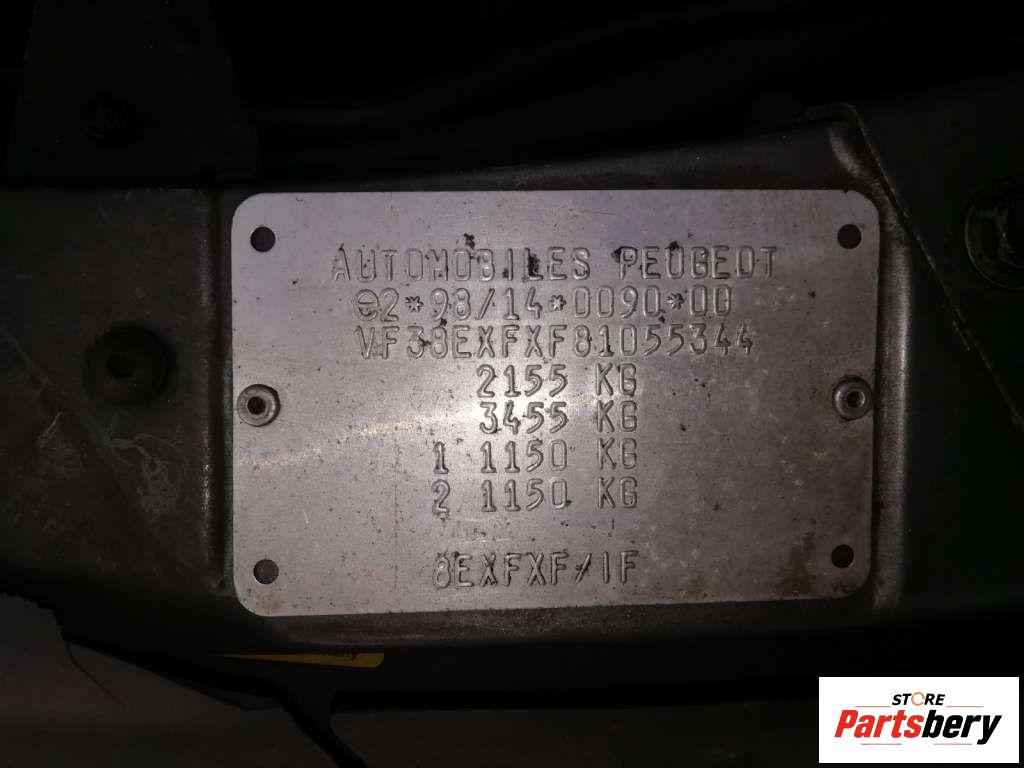 AUTOMOBILES PEUGEOT
e2*98/14*0090*00
VF38EXFXF81055344
2155 KG
3455 KG
1 1150 KG
2 1150 KG
8EXFXF/IF
STORE
Partsbery